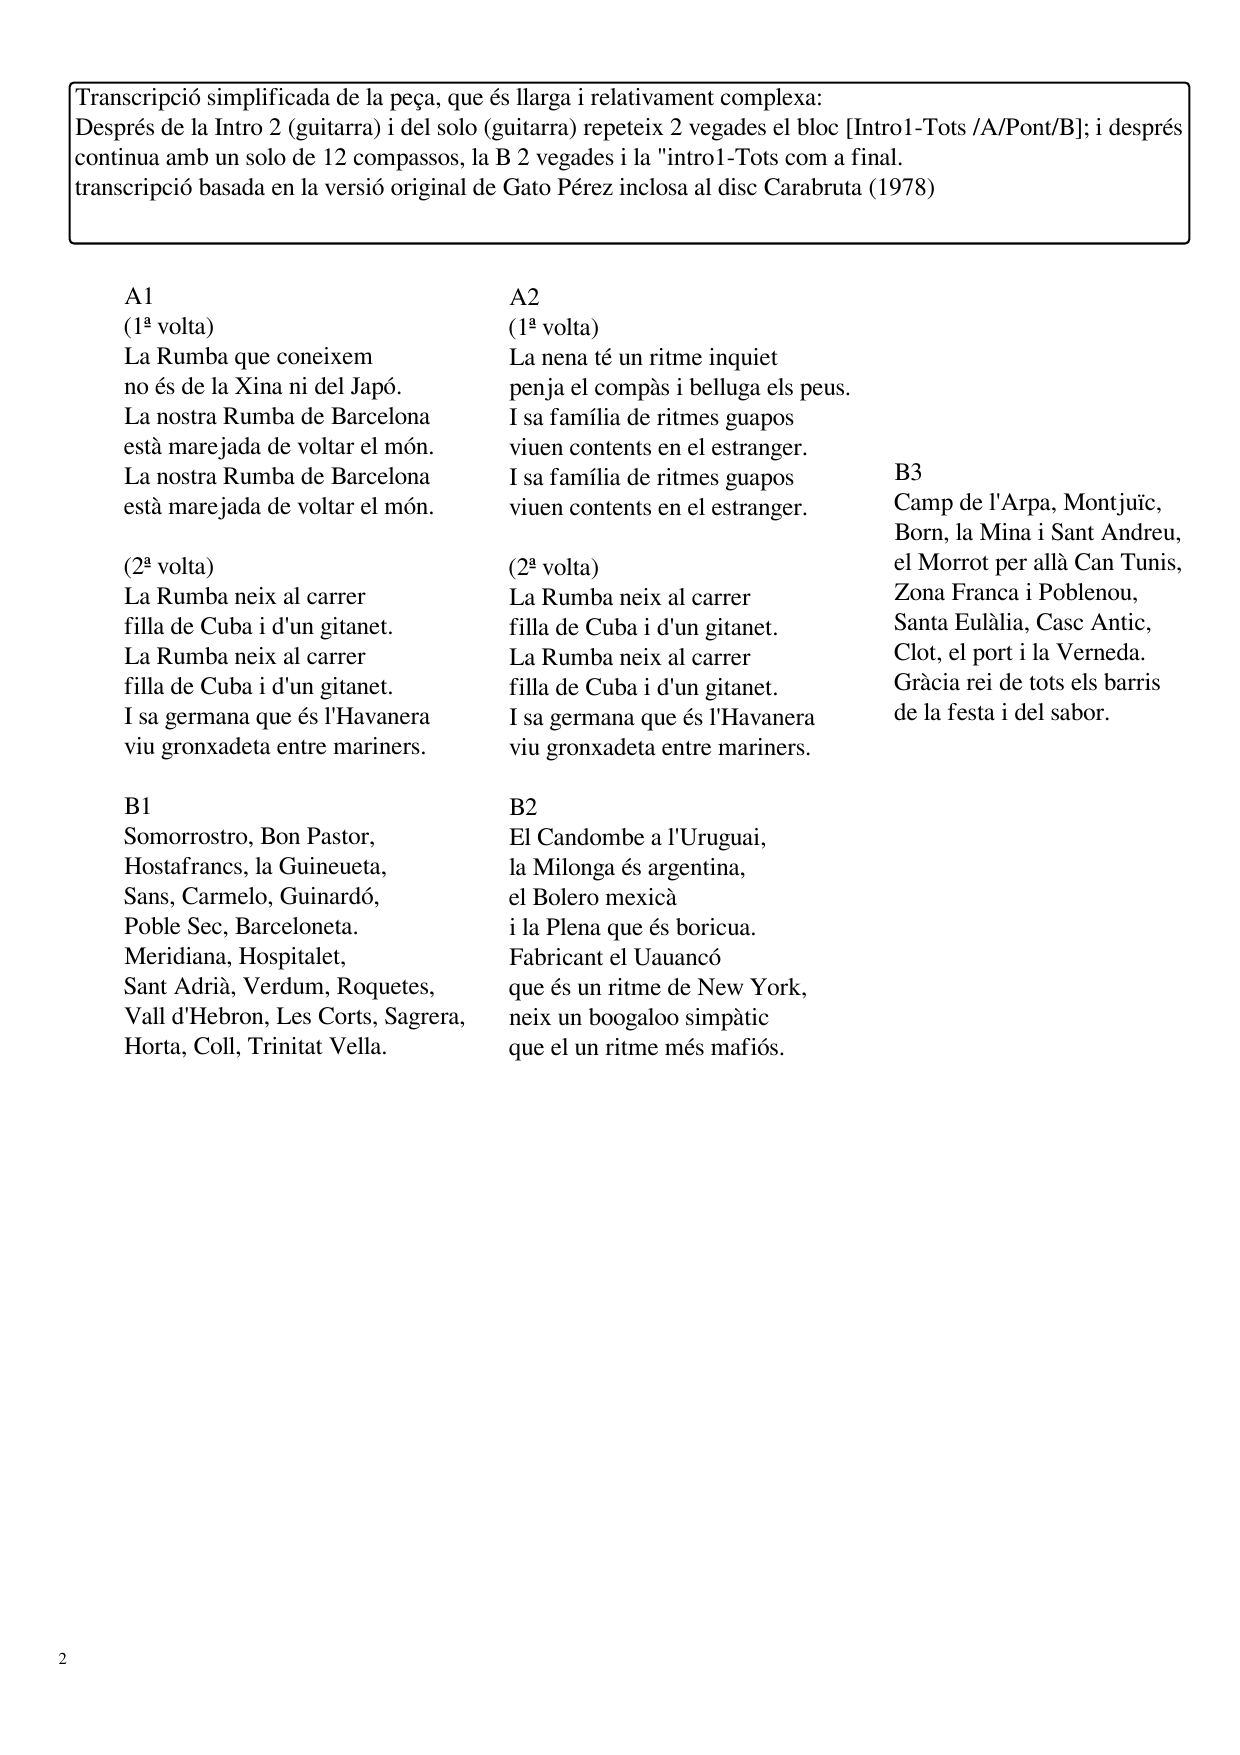 Transcripció simplificada de la peça, que és llarga i relativament complexa:
Després de la Intro 2 (guitarra) i del solo (guitarra) repeteix 2 vegades el bloc [Intro1-Tots /A/Pont/B]; i després
continua amb un solo de 12 compassos, la B 2 vegades i la "intro1-Tots com a final.
transcripció basada en la versió original de Gato Pérez inclosa al disc Carabruta (1978)
A1
(1ª volta)
La Rumba que coneixem
no és de la Xina ni del Japó.
La nostra Rumba de Barcelona
està marejada de voltar el món.
La nostra Rumba de Barcelona
està marejada de voltar el món.
(2ª volta)
La Rumba neix al carrer
filla de Cuba i d'un gitanet.
La Rumba neix al carrer
filla de Cuba i d'un gitanet.
I sa germana que és l'Havanera
viu gronxadeta entre mariners.
B1
Somorrostro, Bon Pastor,
Hostafrancs, la Guineueta,
Sans, Carmelo, Guinardó,
Poble Sec, Barceloneta.
Meridiana, Hospitalet,
Sant Adrià, Verdum, Roquetes,
Vall d'Hebron, Les Corts, Sagrera,
Horta, Coll, Trinitat Vella.
A2
(1ª volta)
La nena té un ritme inquiet
penja el compàs i belluga els peus.
I sa família de ritmes guapos
viuen contents en el estranger.
I sa família de ritmes guapos
viuen contents en el estranger.
(2ª volta)
La Rumba neix al carrer
filla de Cuba i d'un gitanet.
La Rumba neix al carrer
filla de Cuba i d'un gitanet.
I sa germana que és l'Havanera
viu gronxadeta entre mariners.
B2
El Candombe a l'Uruguai,
la Milonga és argentina,
el Bolero mexicà
i la Plena que és boricua.
Fabricant el Uauancó
que és un ritme de New York,
neix un boogaloo simpàtic
que el un ritme més mafiós.
B3
Camp de l'Arpa, Montjuïc,
Born, la Mina i Sant Andreu,
el Morrot per allà Can Tunis,
Zona Franca i Poblenou,
Santa Eulàlia, Casc Antic,
Clot, el port i la Verneda.
Gràcia rei de tots els barris
de la festa i del sabor.
2